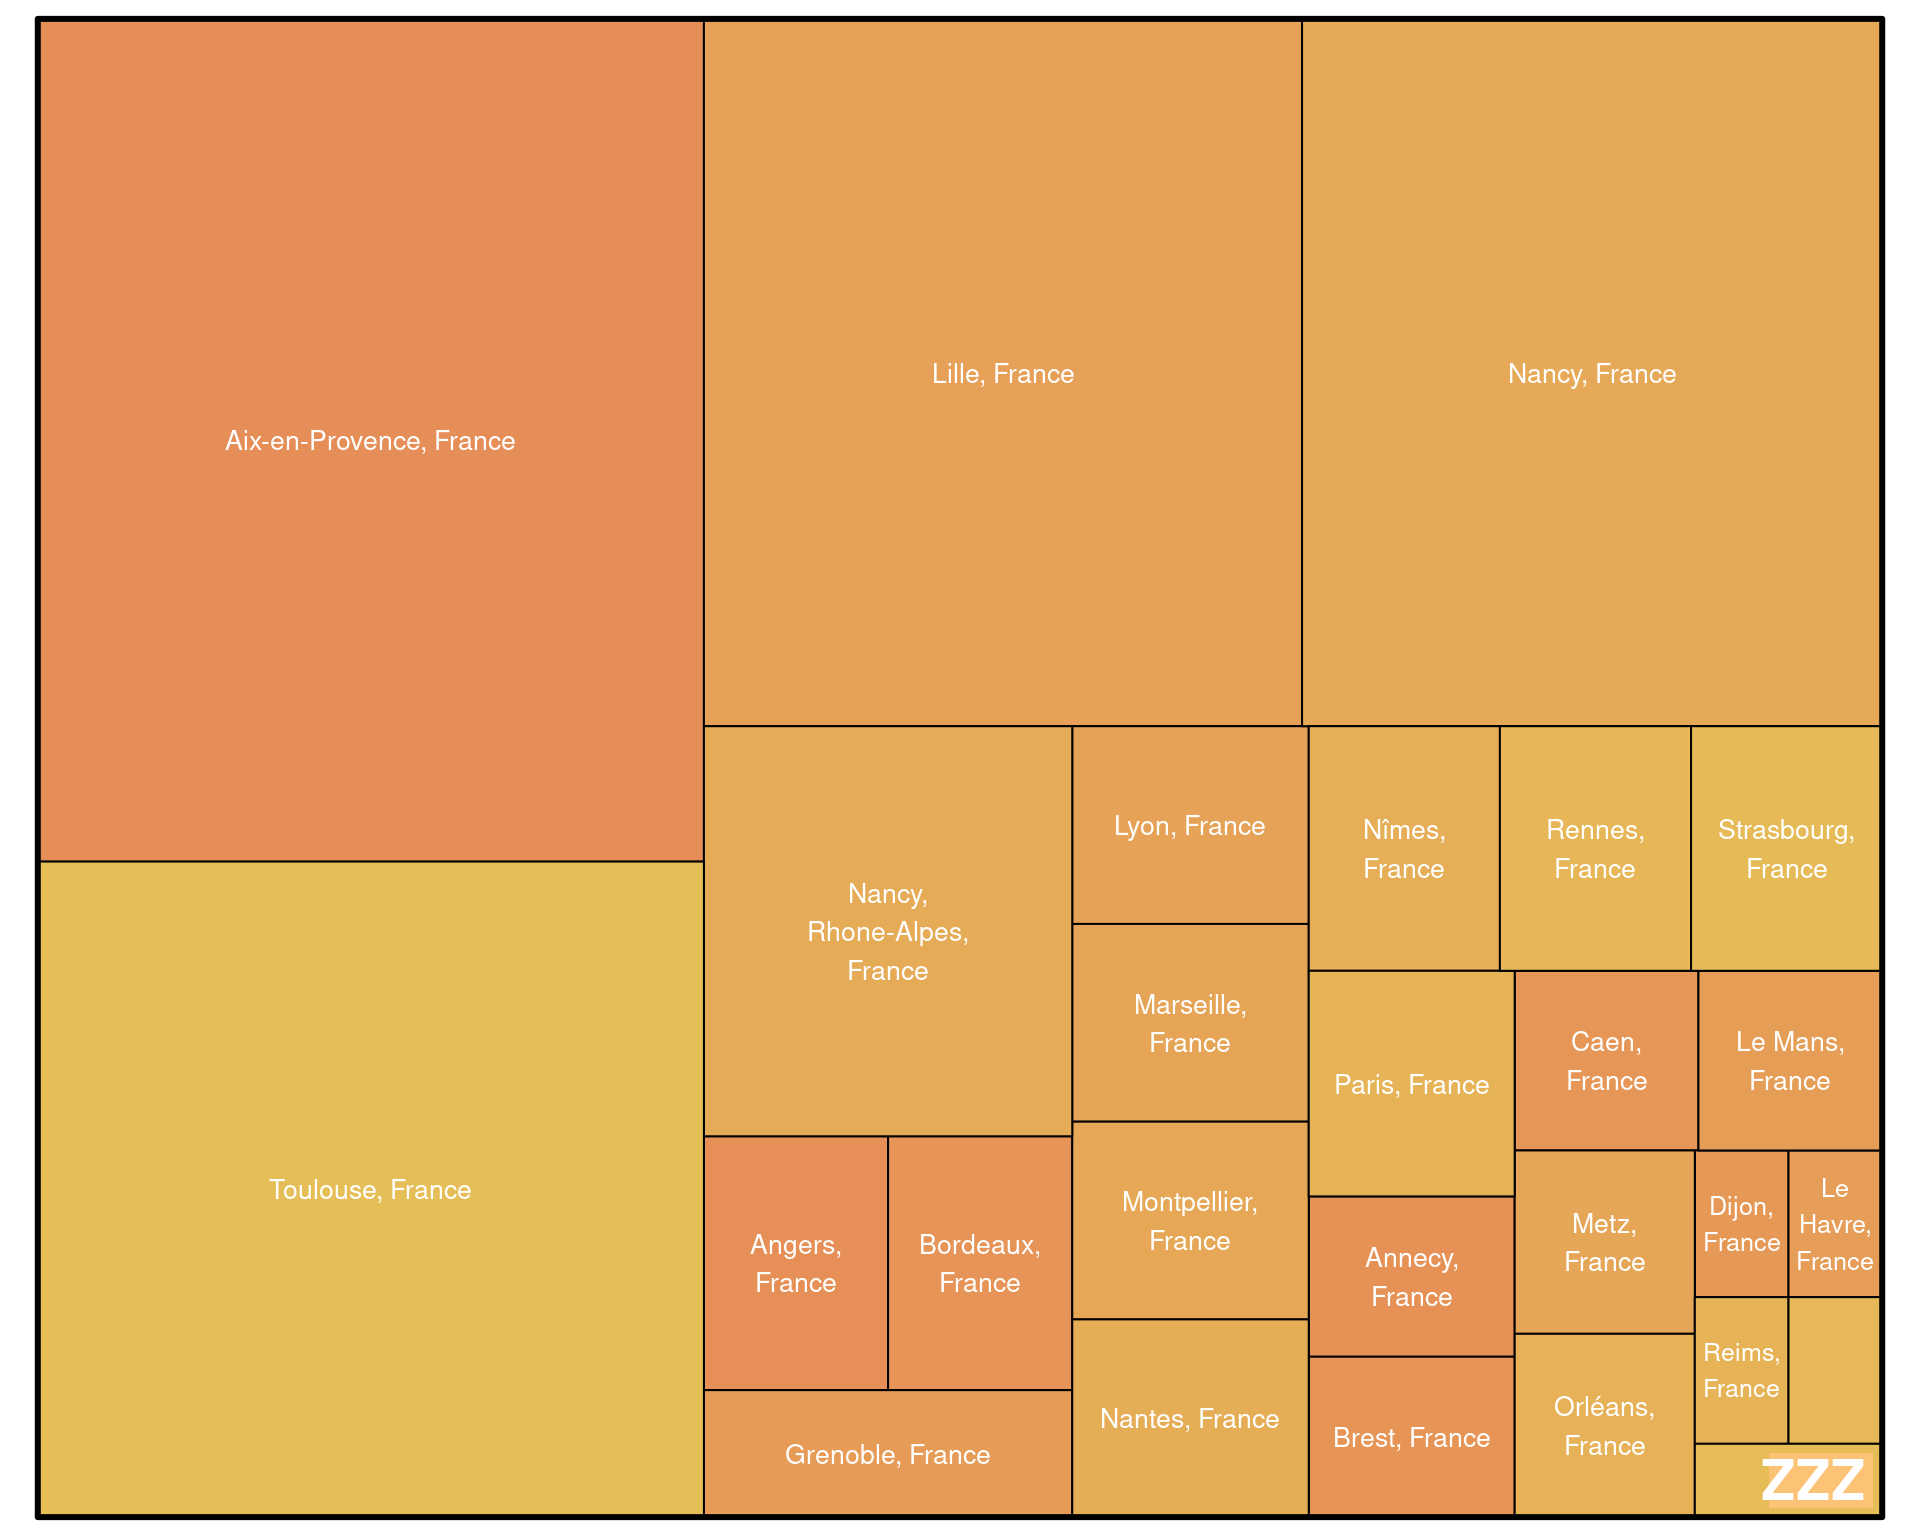 Aix-en-Provence, France
Lille, France
Nancy, France
Toulouse, France
Nancy,
Rhone-Alpes,
France
Lyon, France
Marseille,
France
Montpellier,
France
Nantes, France
Angers,
France
Bordeaux,
France
Grenoble, France
Nîmes,
France
Rennes,
France
Strasbourg,
France
Paris, France
Annecy,
France
Brest, France
Caen,
France
Le Mans,
France
Metz,
France
Orléans,
France
Dijon,
France
Le
Havre,
France
Reims,
France
ZZZ